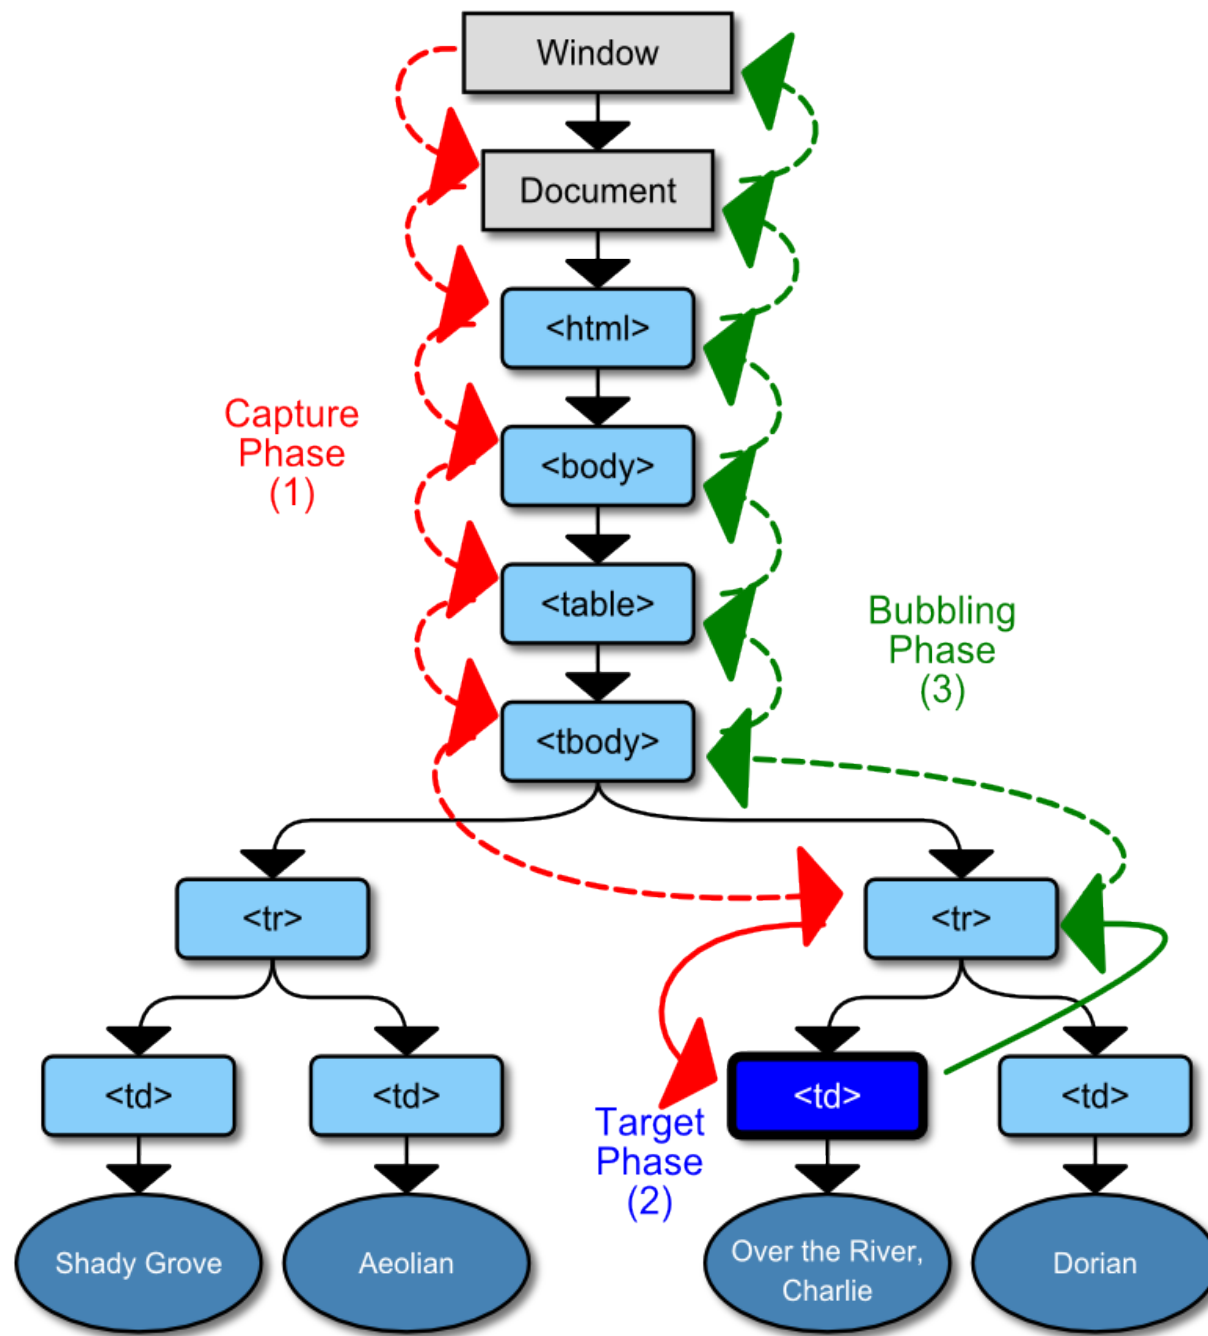 Window
Document
<html>
Capture
Phase
(1)
<body>
<table>
Bubbling
Phase
(3)
<tbody>
<tr>
<tr>
<td>
<td>
<td>
<td>
Target
Phase
(2)
Shady Grove
Aeolian
Over the River,
Charlie
Dorian